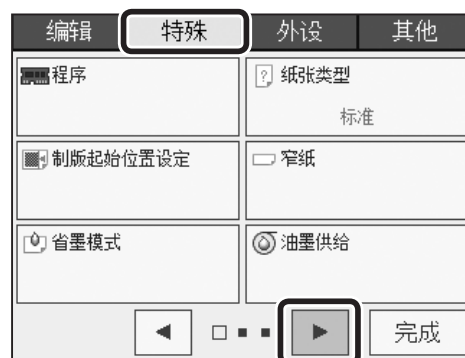 编辑 特殊 外设 其他
程序 纸张类型
标准
制版起始位置设定 窄纸
省墨模式 油墨供给
完成